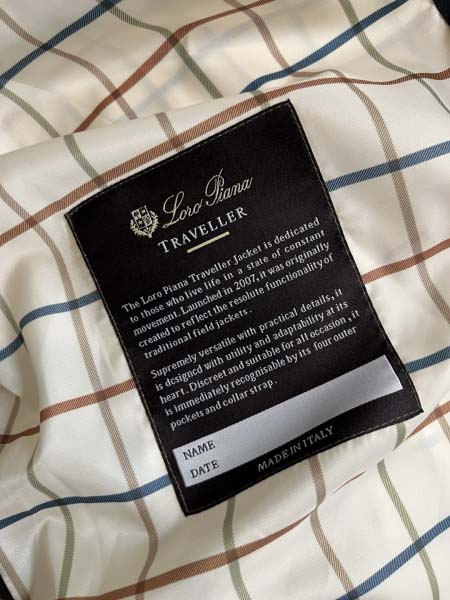 Loro Piana
TRAVELLER
The Loro Piana Traveller Jacket is dedicated
to those who live life in a state of constant
movement. Launched in 2007, it was originally
created to reflect the resolute functionality of
traditional field jackets.
Supremely versatile with practical details, it
is designed with utility and adaptability at its
heart. Discreet and suitable for all occasion, it
is immediately recognisable by its four outer
pockets and collar strap.
NAME
DATE
MADE IN ITALY